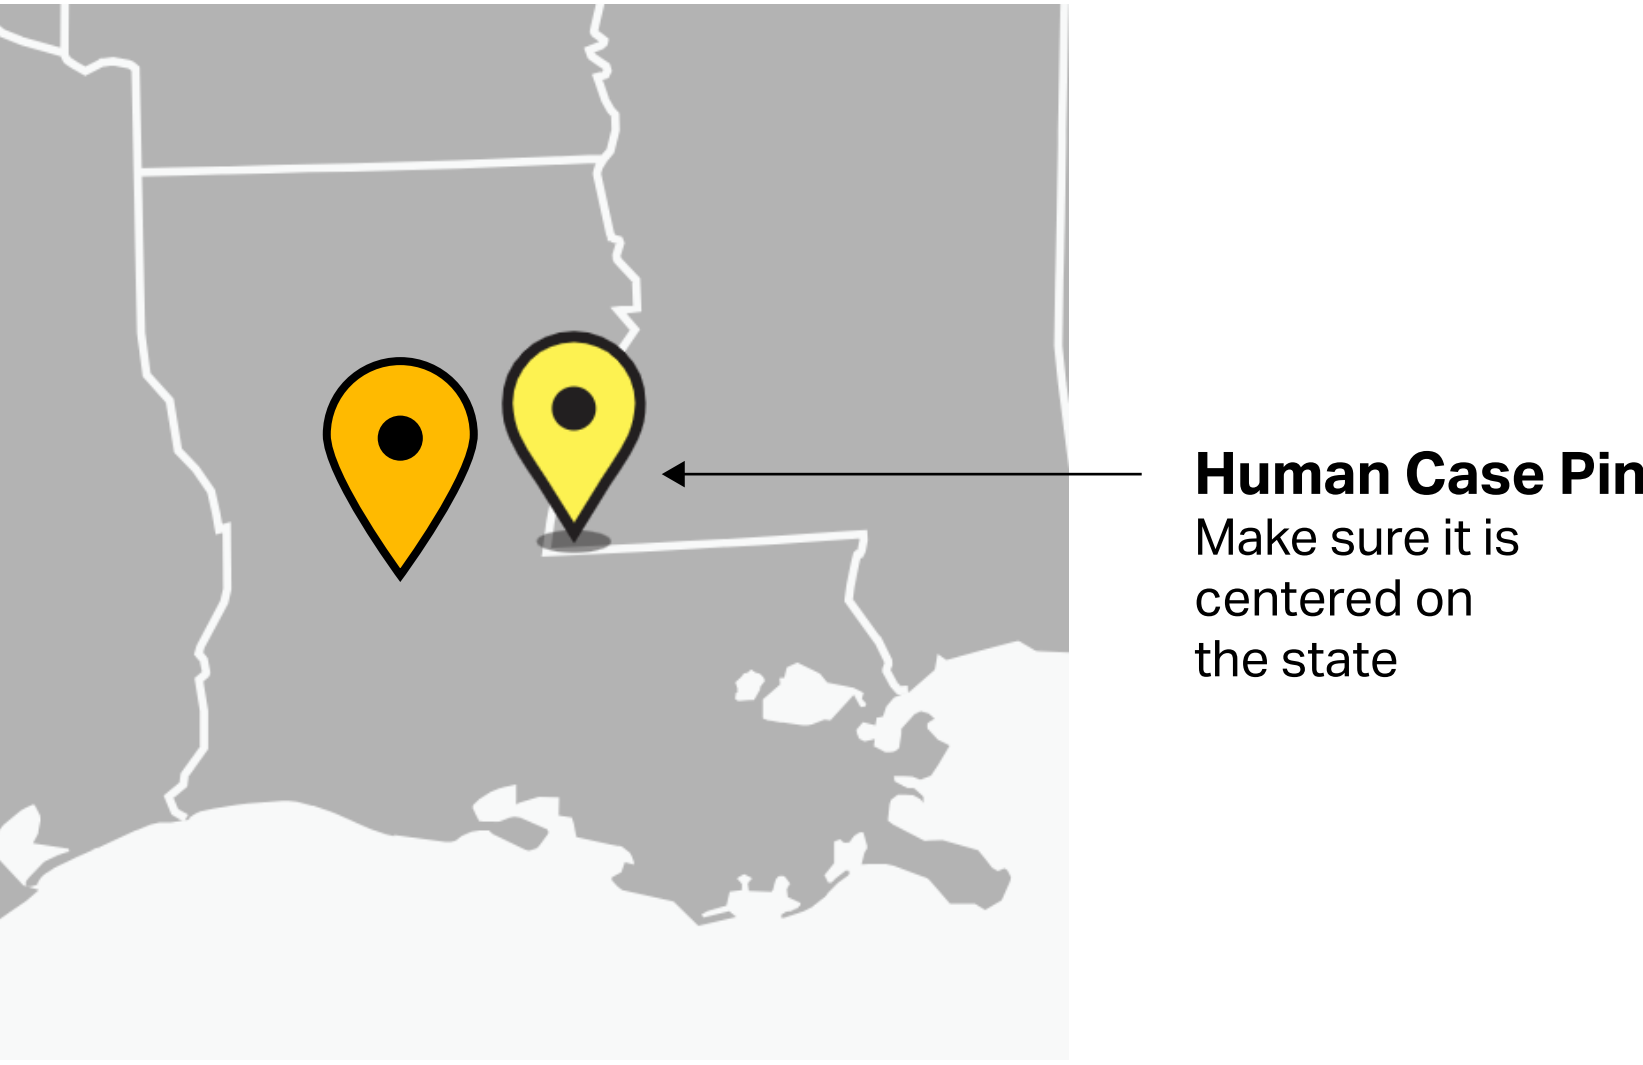 Human Case Pin
Make sure it is
centered on
the state